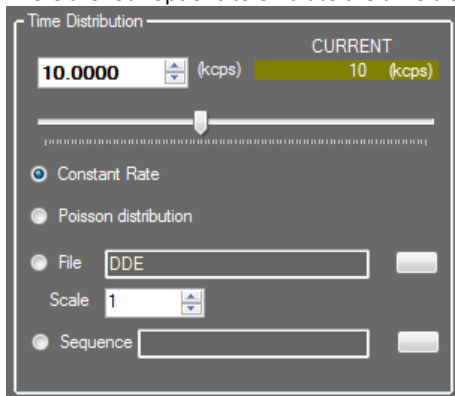 Time Distribution
CURRENT
10.0000 (kcps) 10 (kcps)
Constant Rate
Poisson distribution
File DDE
Scale 1
Sequence